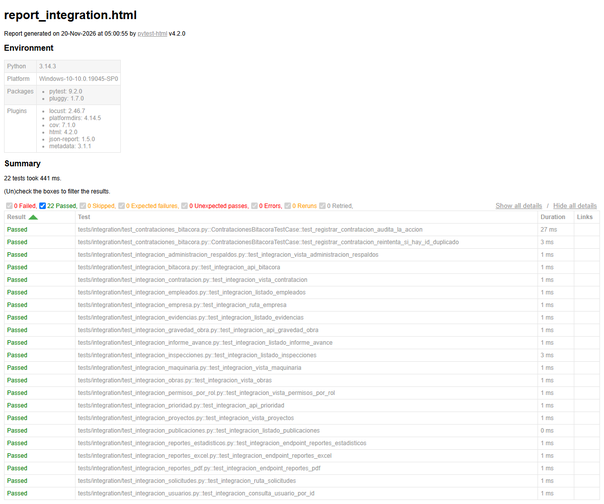 report_integration.html
Report generated on 20-Nov-2026 at 05:00:55 by pytest-html v4.2.0
Environment
Python 3.14.3
Platform Windows-10-10.0.19045-SP0
Packages
pytest: 9.2.0
pluggy: 1.7.0
Plugins
locust: 2.46.7
platformdirs: 4.14.5
cov: 7.1.0
html: 4.2.0
json-report: 1.5.0
metadata: 3.1.1
Summary
22 tests took 441 ms.
(Un)check the boxes to filter the results.
0 Failed, 22 Passed, 0 Skipped, 0 Expected failures, 0 Unexpected passes, 0 Errors, 0 Reruns 0 Retried, Show all details / Hide all details
Result Test Duration Links
Passed tests/integration/test_contrataciones_bitacora.py::ContratacionesBitacoraTestCase::test_registrar_contratacion_audita_la_accion 27 ms
Passed tests/integration/test_contrataciones_bitacora.py::ContratacionesBitacoraTestCase::test_registrar_contratacion_reintenta_si_hay_id_duplicado 3 ms
Passed tests/integration/test_integracion_administracion_respaldos.py::test_integracion_vista_administracion_respaldos 1 ms
Passed tests/integration/test_integracion_bitacora.py::test_integracion_api_bitacora 1 ms
Passed tests/integration/test_integracion_contratacion.py::test_integracion_vista_contratacion 1 ms
Passed tests/integration/test_integracion_empleados.py::test_integracion_listado_empleados 1 ms
Passed tests/integration/test_integracion_empresa.py::test_integracion_ruta_empresa 1 ms
Passed tests/integration/test_integracion_evidencias.py::test_integracion_listado_evidencias 1 ms
Passed tests/integration/test_integracion_gravedad_obra.py::test_integracion_api_gravedad_obra 1 ms
Passed tests/integration/test_integracion_informe_avance.py::test_integracion_listado_informe_avance 1 ms
Passed tests/integration/test_integracion_inspecciones.py::test_integracion_listado_inspecciones 3 ms
Passed tests/integration/test_integracion_maquinaria.py::test_integracion_vista_maquinaria 1 ms
Passed tests/integration/test_integracion_obras.py::test_integracion_vista_obras 1 ms
Passed tests/integration/test_integracion_permisos_por_rol.py::test_integracion_vista_permisos_por_rol 1 ms
Passed tests/integration/test_integracion_prioridad.py::test_integracion_api_prioridad 1 ms
Passed tests/integration/test_integracion_proyectos.py::test_integracion_vista_proyectos 1 ms
Passed tests/integration/test_integracion_publicaciones.py::test_integracion_listado_publicaciones 0 ms
Passed tests/integration/test_integracion_reportes_estadisticos.py::test_integracion_endpoint_reportes_estadisticos 1 ms
Passed tests/integration/test_integracion_reportes_excel.py::test_integracion_endpoint_reportes_excel 1 ms
Passed tests/integration/test_integracion_reportes_pdf.py::test_integracion_endpoint_reportes_pdf 1 ms
Passed tests/integration/test_integracion_solicitudes.py::test_integracion_ruta_solicitudes 1 ms
Passed tests/integration/test_integracion_usuarios.py::test_integracion_consulta_usuario_por_id 1 ms